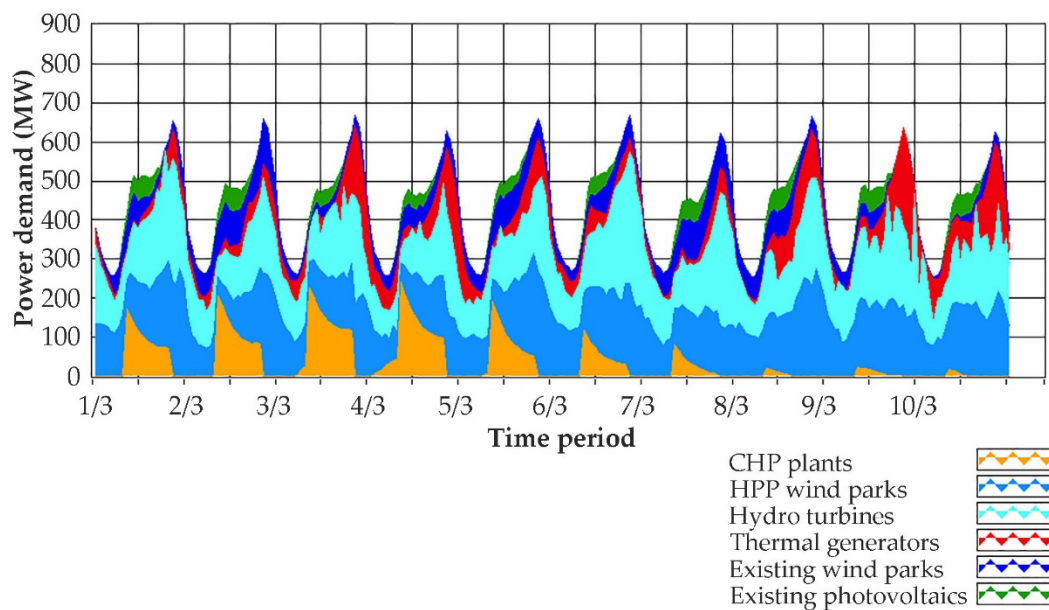 Power demand (MW)
900
800
700
600
500
400
300
200
100
0
1/3 2/3 3/3 4/3 5/3 6/3 7/3 8/3 9/3 10/3
Time period
CHP plants
HPP wind parks
Hydro turbines
Thermal generators
Existing wind parks
Existing photovoltaics